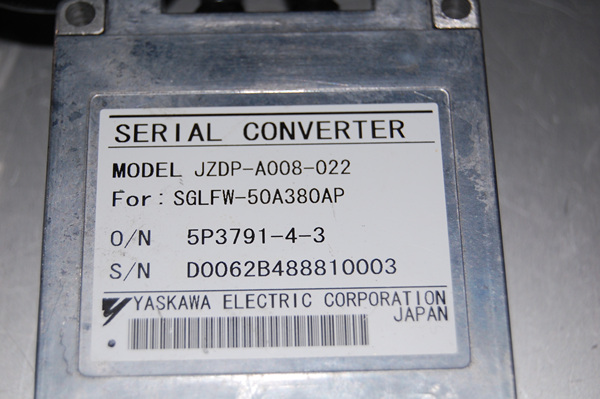 SERIAL CONVERTER
MODEL JZDP-A008-022
For: SGLFW-50A380AP
O/N 5P3791-4-3
S/N D0062B488810003
YASKAWA ELECTRIC CORPORATION
JAPAN